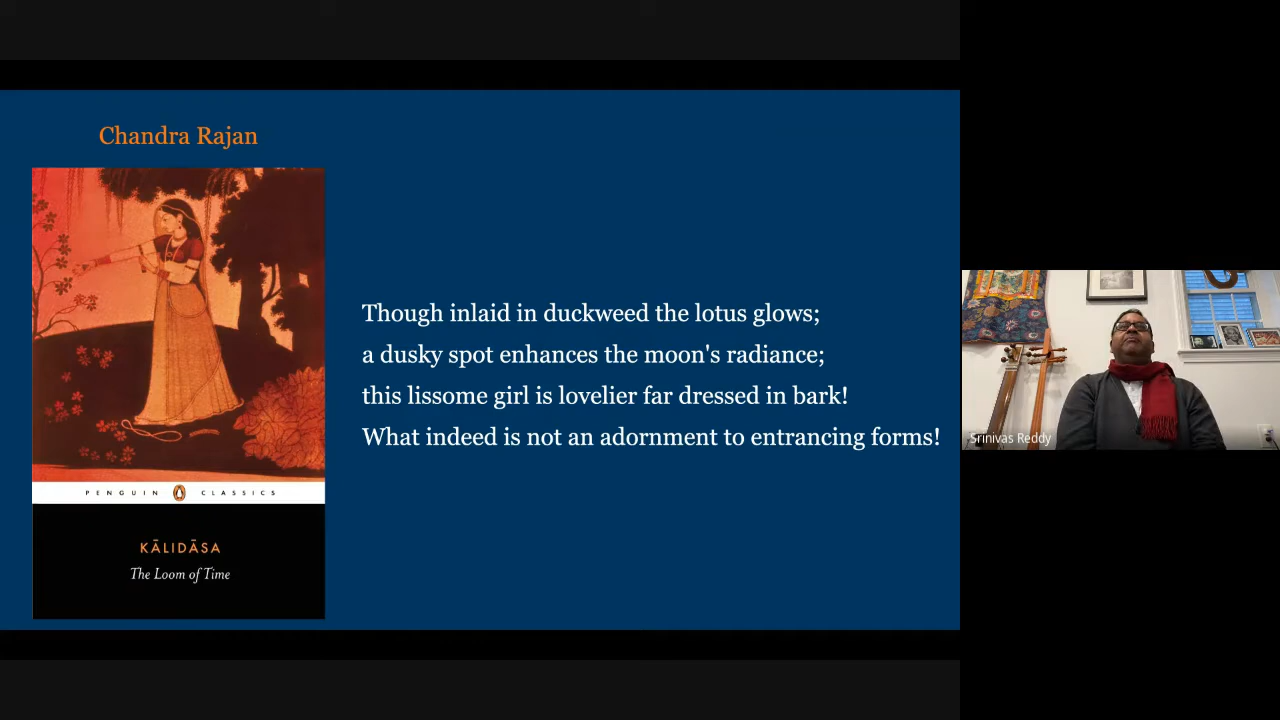 Chandra Rajan
PENGUIN CLASSICS
KĀLIDĀSA
The Loom of Time
Though inlaid in duckweed the lotus glows;
a dusky spot enhances the moon's radiance;
this lissome girl is lovelier far dressed in bark!
What indeed is not an adornment to entrancing forms!
Srinivas Reddy